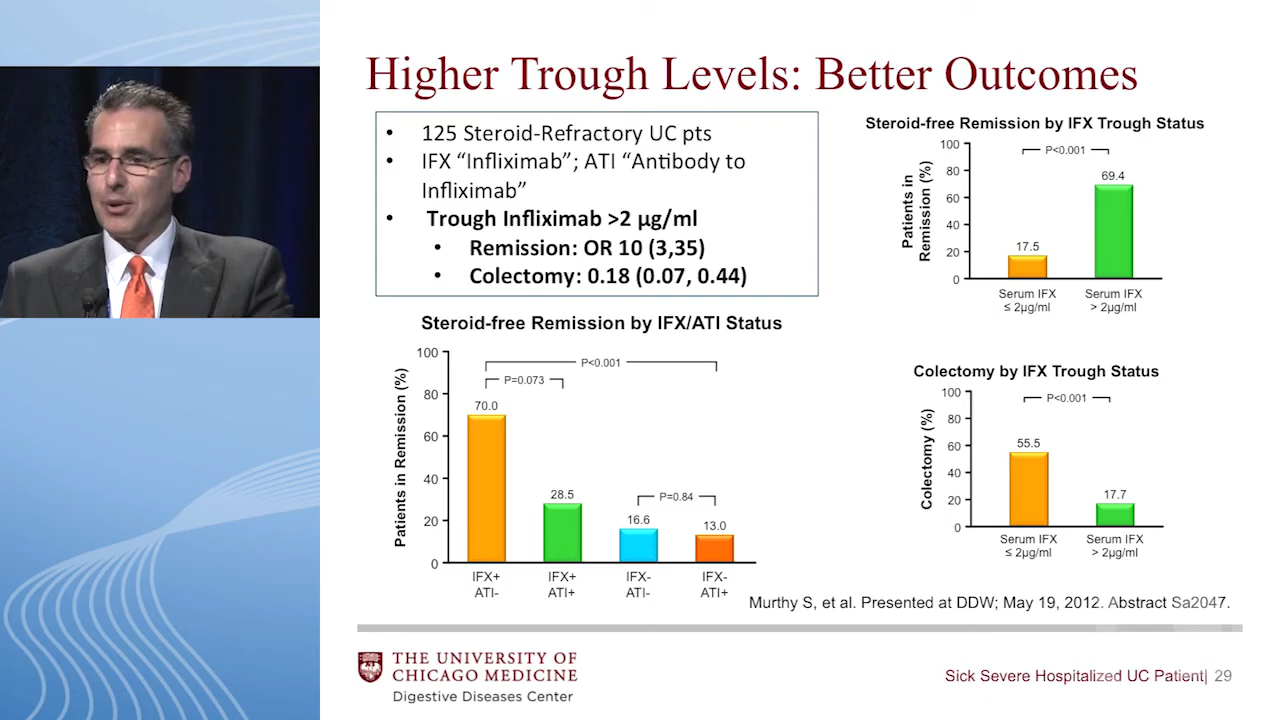 Higher Trough Levels: Better Outcomes
• 125 Steroid-Refractory UC pts
• IFX “Infliximab”; ATI “Antibody to
Infliximab”
• Trough Infliximab >2 µg/ml
• Remission: OR 10 (3,35)
• Colectomy: 0.18 (0.07, 0.44)
Steroid-free Remission by IFX Trough Status
Patients in
Remission (%)
100
80
60
40
20
0
P<0.001
17.5
69.4
Serum IFX
≤ 2µg/ml
Serum IFX
> 2µg/ml
Steroid-free Remission by IFX/ATI Status
Patients in Remission (%)
100
80
60
40
20
0
P<0.001
P=0.073
P=0.84
70.0
28.5
16.6
13.0
IFX+
ATI-
IFX+
ATI+
IFX-
ATI-
IFX-
ATI+
Colectomy by IFX Trough Status
Colectomy (%)
100
80
60
40
20
0
P<0.001
55.5
17.7
Serum IFX
≤ 2µg/ml
Serum IFX
> 2µg/ml
Murthy S, et al. Presented at DDW; May 19, 2012. Abstract Sa2047.
THE UNIVERSITY OF
CHICAGO MEDICINE
Digestive Diseases Center
Sick Severe Hospitalized UC Patient| 29